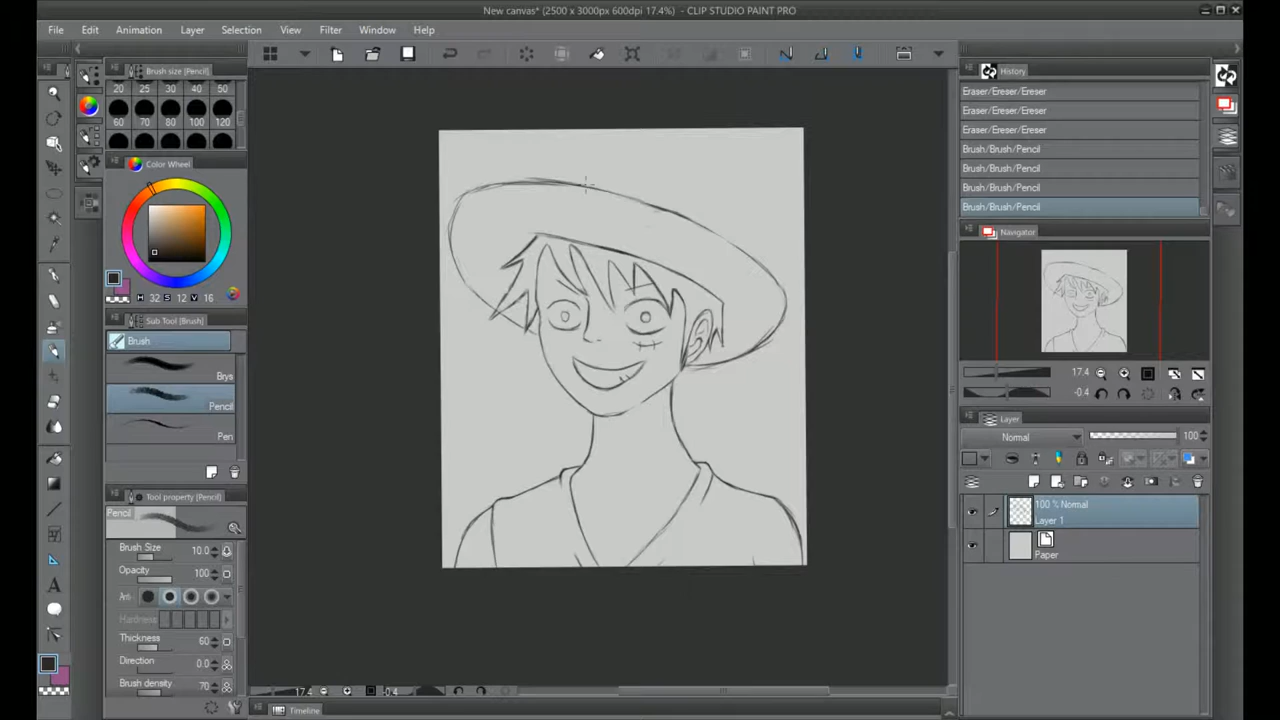 New canvas* (2500 x 3000px 600dpi 17.4%) - CLIP STUDIO PAINT PRO
File Edit Animation Layer Selection View Filter Window Help
Brush size [Pencil]
20 25 30 40 50
60 70 80 100 120
Color Wheel
H 32 S 12 V 16
Sub Tool [Brush]
Brush
Brys
Pencil
Pen
Tool property [Pencil]
Pencil
Brush Size 10.0
Opacity 100
Hardness
Thickness 60
Direction 0.0
Brush density 70
17.4 -0.4
Timeline
History
Eraser/Ereser/Ereser
Eraser/Ereser/Ereser
Eraser/Ereser/Ereser
Brush/Brush/Pencil
Brush/Brush/Pencil
Brush/Brush/Pencil
Brush/Brush/Pencil
Navigator
17.4
-0.4
Layer
Normal 100
100 % Normal
Layer 1
Paper